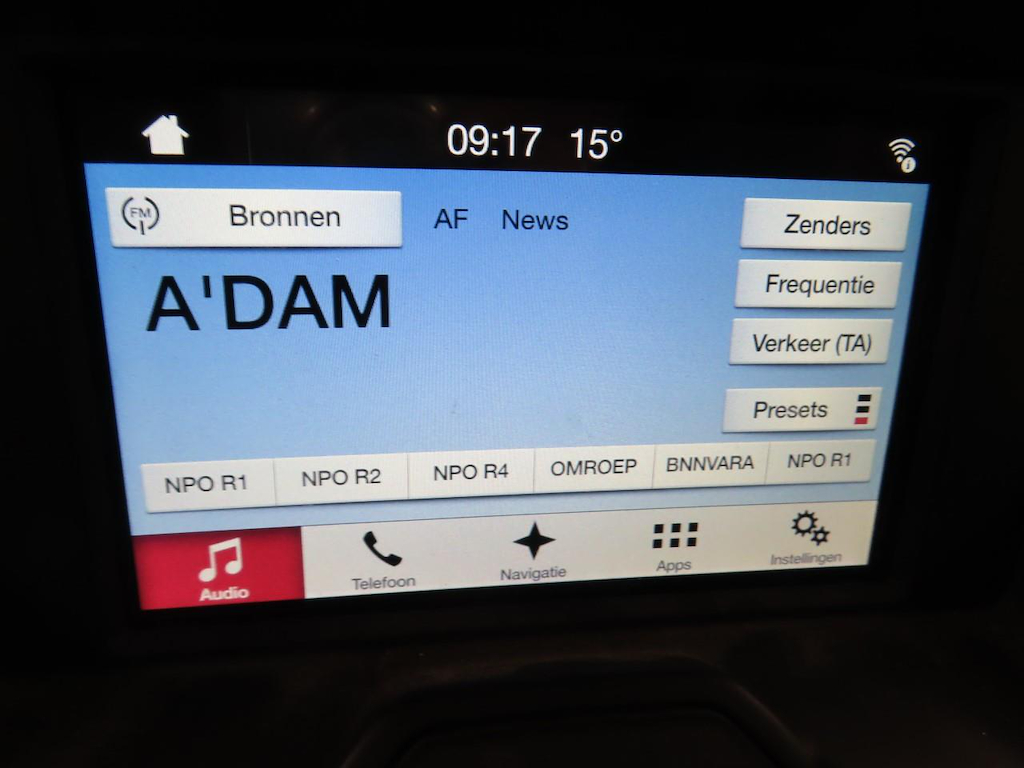 09:17 15°
FM Bronnen AF News Zenders
Frequentie
A'DAM
Verkeer (TA)
Presets
NPO R1 NPO R2 NPO R4 OMROEP BNNVARA NPO R1
Audio Telefoon Navigatie Apps Instellingen